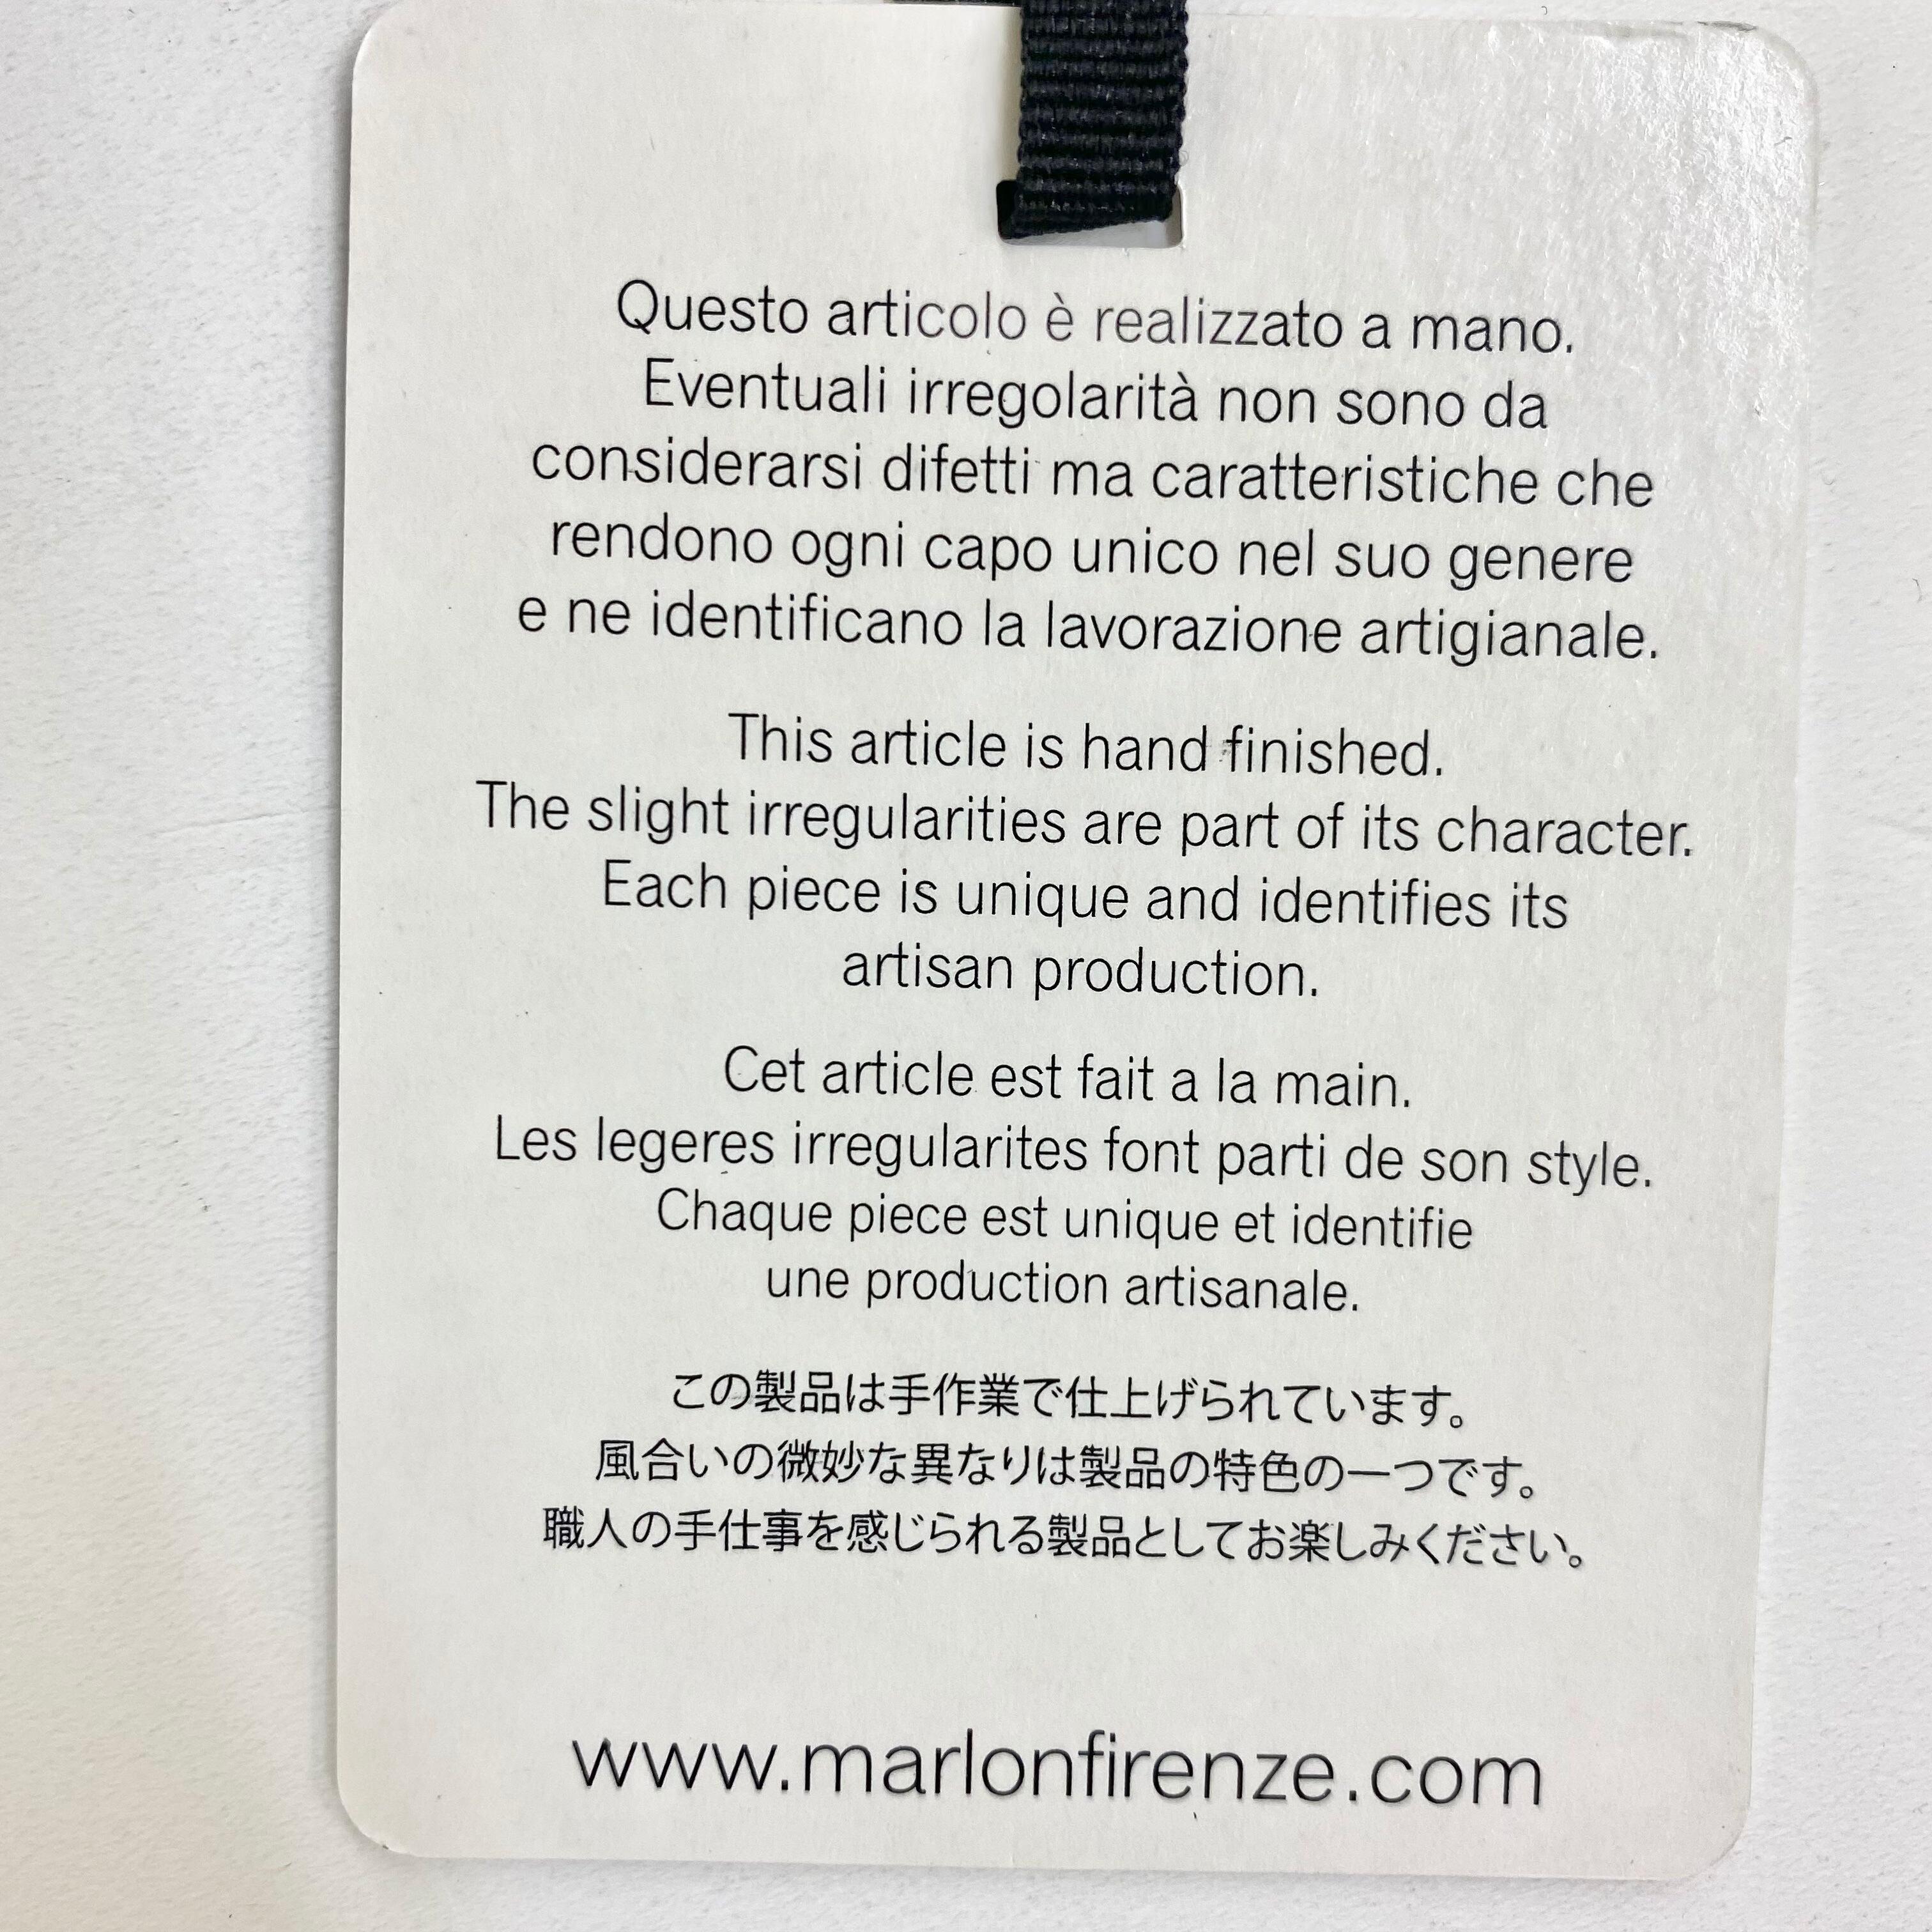 Questo articolo è realizzato a mano.
Eventuali irregolarità non sono da
considerarsi difetti ma caratteristiche che
rendono ogni capo unico nel suo genere
e ne identificano la lavorazione artigianale.
This article is hand finished.
The slight irregularities are part of its character.
Each piece is unique and identifies its
artisan production.
Cet article est fait a la main.
Les legeres irregularites font parti de son style.
Chaque piece est unique et identifie
une production artisanale.
この製品は手作業で仕上げられています。
風合いの微妙な異なりは製品の特色の一つです。
職人の手仕事を感じられる製品としてお楽しみください。
www.marlonfirenze.com